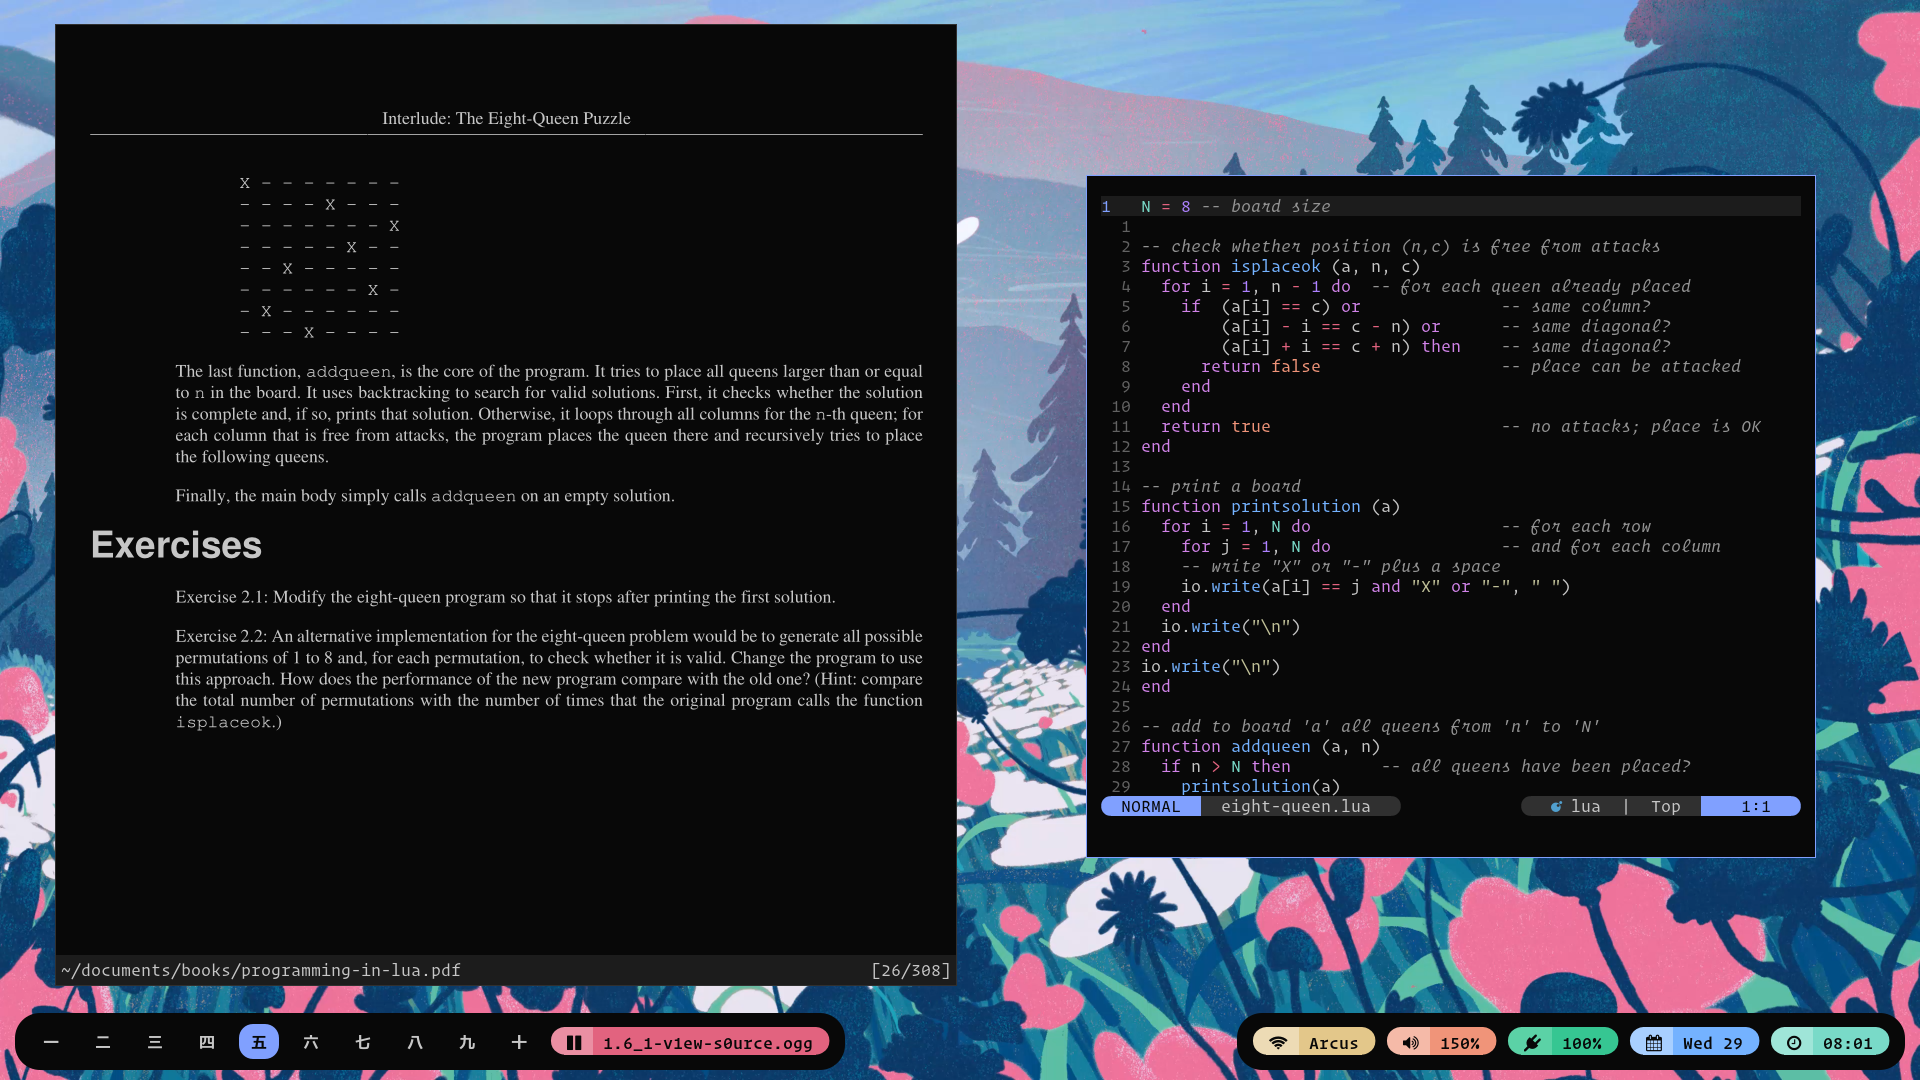 Interlude: The Eight-Queen Puzzle
X - - - - - - -
- - - - X - - -
- - - - - - - X
- - - - - X - -
- - X - - - - -
- - - - - - X -
- X - - - - - -
- - - X - - - -
The last function, addqueen, is the core of the program. It tries to place all queens larger than or equal
to n in the board. It uses backtracking to search for valid solutions. First, it checks whether the solution
is complete and, if so, prints that solution. Otherwise, it loops through all columns for the n-th queen; for
each column that is free from attacks, the program places the queen there and recursively tries to place
the following queens.
Finally, the main body simply calls addqueen on an empty solution.
Exercises
Exercise 2.1: Modify the eight-queen program so that it stops after printing the first solution.
Exercise 2.2: An alternative implementation for the eight-queen problem would be to generate all possible
permutations of 1 to 8 and, for each permutation, to check whether it is valid. Change the program to use
this approach. How does the performance of the new program compare with the old one? (Hint: compare
the total number of permutations with the number of times that the original program calls the function
isplaceok.)
~/documents/books/programming-in-lua.pdf [26/308]
1 N = 8 -- board size
1
2 -- check whether position (n,c) is free from attacks
3 function isplaceok (a, n, c)
4   for i = 1, n - 1 do  -- for each queen already placed
5     if  (a[i] == c) or              -- same column?
6         (a[i] - i == c - n) or      -- same diagonal?
7         (a[i] + i == c + n) then    -- same diagonal?
8       return false                  -- place can be attacked
9     end
10   end
11   return true                       -- no attacks; place is OK
12 end
13
14 -- print a board
15 function printsolution (a)
16   for i = 1, N do                   -- for each row
17     for j = 1, N do                 -- and for each column
18     -- write "X" or "-" plus a space
19     io.write(a[i] == j and "X" or "-", " ")
20   end
21   io.write("\n")
22 end
23 io.write("\n")
24 end
25
26 -- add to board 'a' all queens from 'n' to 'N'
27 function addqueen (a, n)
28   if n > N then         -- all queens have been placed?
29     printsolution(a)
NORMAL eight-queen.lua lua | Top 1:1
一 二 三 四 五 六 七 八 九 十 1.6_1-v1ew-s0urce.ogg Arcus 150% 100% Wed 29 08:01